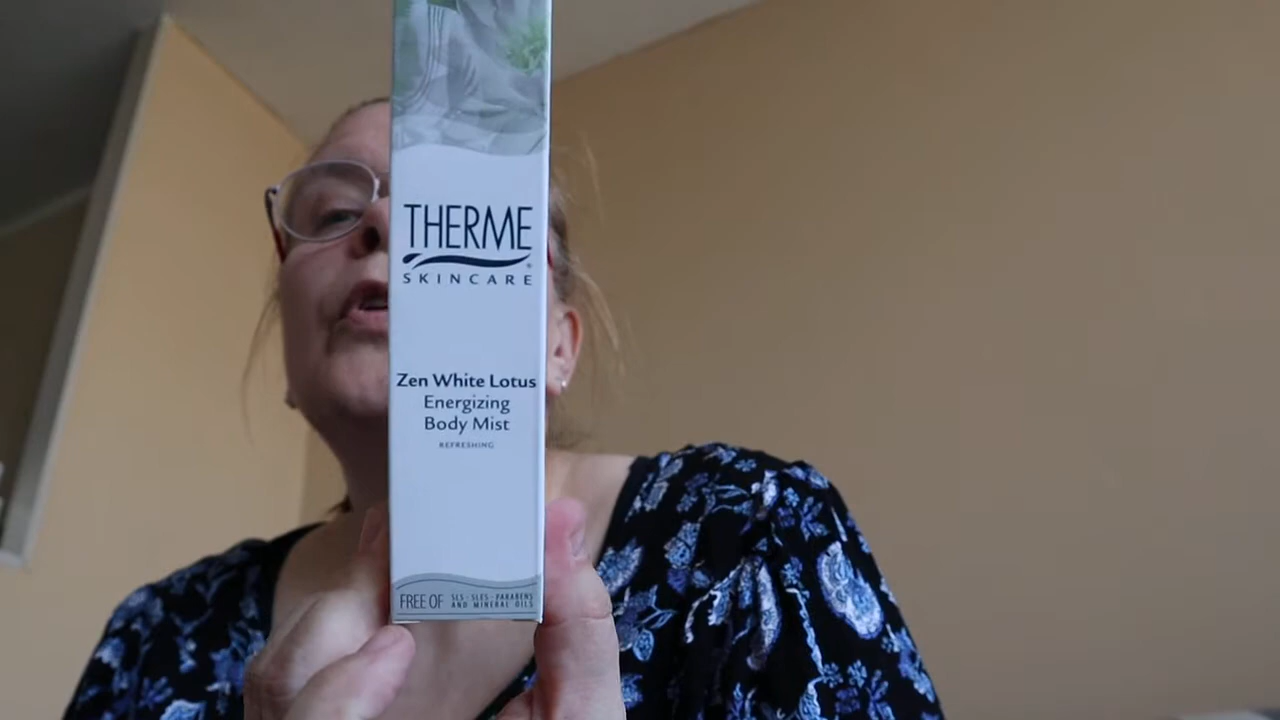 THERME
®
SKINCARE
Zen White Lotus
Energizing
Body Mist
REFRESHING
FREE OF SLS - SLES - PARABENS
AND MINERAL OILS